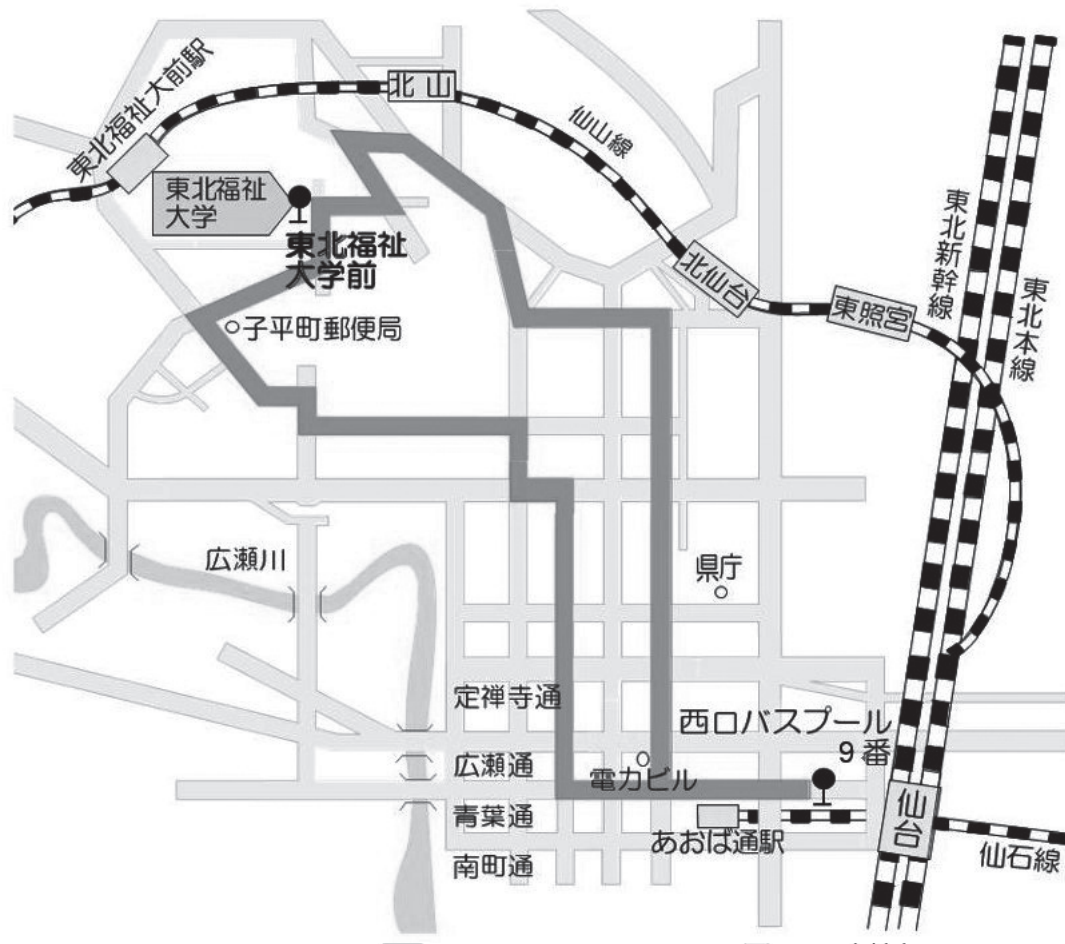 北山
東北福祉大前駅
仙山線
東北福祉
大学
東北福祉
大学前
北仙台
東照宮
東北新幹線
東北本線
子平町郵便局
広瀬川
県庁
定禅寺通
西口バスプール
9番
広瀬通
電力ビル
青葉通
仙台
あおば通駅
南町通
仙石線